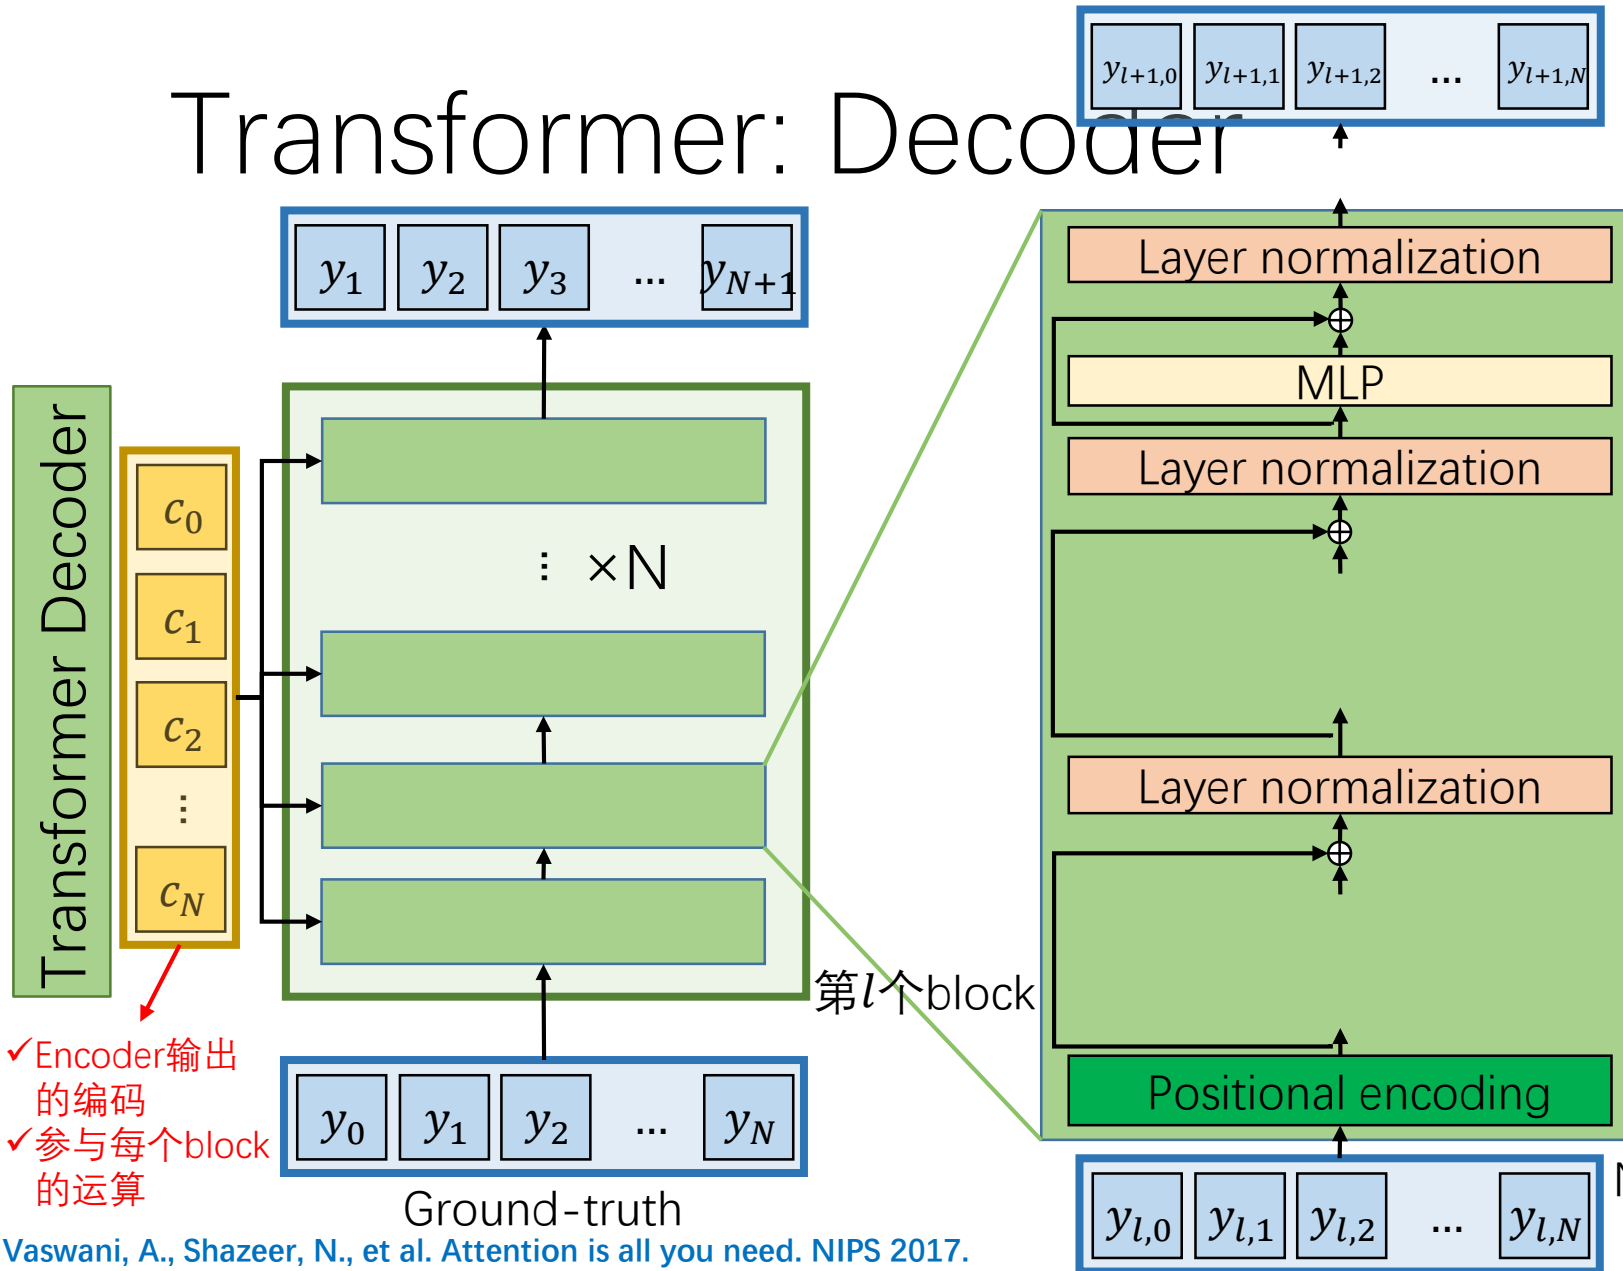 Transformer: Decoder
y_{l+1,0} y_{l+1,1} y_{l+1,2} ... y_{l+1,N}
y_1 y_2 y_3 ... y_{N+1}
Transformer Decoder
c_0
c_1
c_2
⋮
c_N
⋮ ×N
第l个block
✓Encoder输出
的编码
✓参与每个block
的运算
y_0 y_1 y_2 ... y_N
Ground-truth
Layer normalization
⊕
MLP
Layer normalization
⊕
Layer normalization
⊕
Positional encoding
y_{l,0} y_{l,1} y_{l,2} ... y_{l,N}
Vaswani, A., Shazeer, N., et al. Attention is all you need. NIPS 2017.